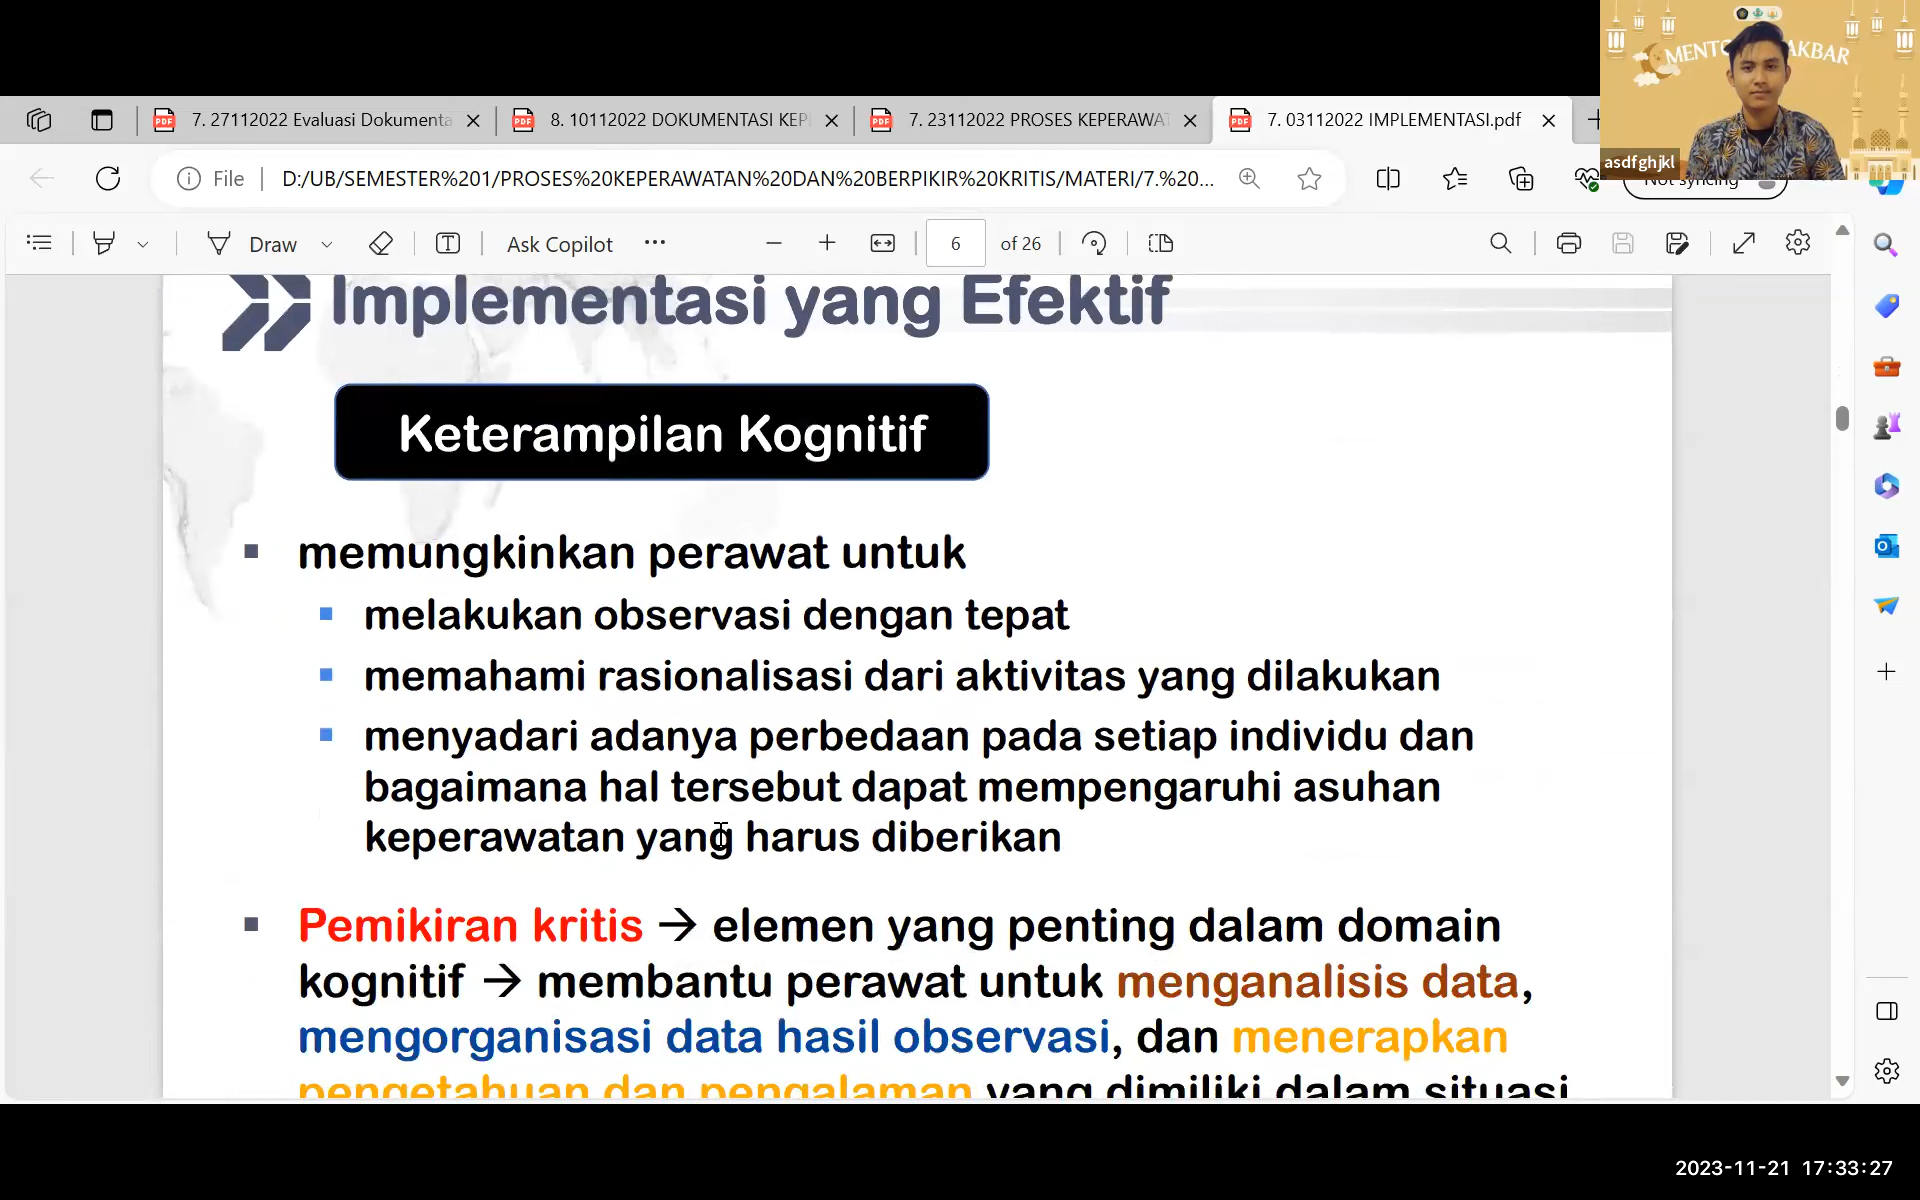 MENTO AKBAR
asdfghjkl
7. 27112022 Evaluasi Dokumenta
8. 10112022 DOKUMENTASI KEP
7. 23112022 PROSES KEPERAWAT
7. 03112022 IMPLEMENTASI.pdf
File
D:/UB/SEMESTER%201/PROSES%20KEPERAWATAN%20DAN%20BERPIKIR%20KRITIS/MATERI/7.%20...
Not syncing
Draw
Ask Copilot
6 of 26
Implementasi yang Efektif
Keterampilan Kognitif
memungkinkan perawat untuk
melakukan observasi dengan tepat
memahami rasionalisasi dari aktivitas yang dilakukan
menyadari adanya perbedaan pada setiap individu dan
bagaimana hal tersebut dapat mempengaruhi asuhan
keperawatan yang harus diberikan
Pemikiran kritis → elemen yang penting dalam domain
kognitif → membantu perawat untuk menganalisis data,
mengorganisasi data hasil observasi, dan menerapkan
pengetahuan dan pengalaman yang dimiliki dalam situasi
2023-11-21 17:33:27